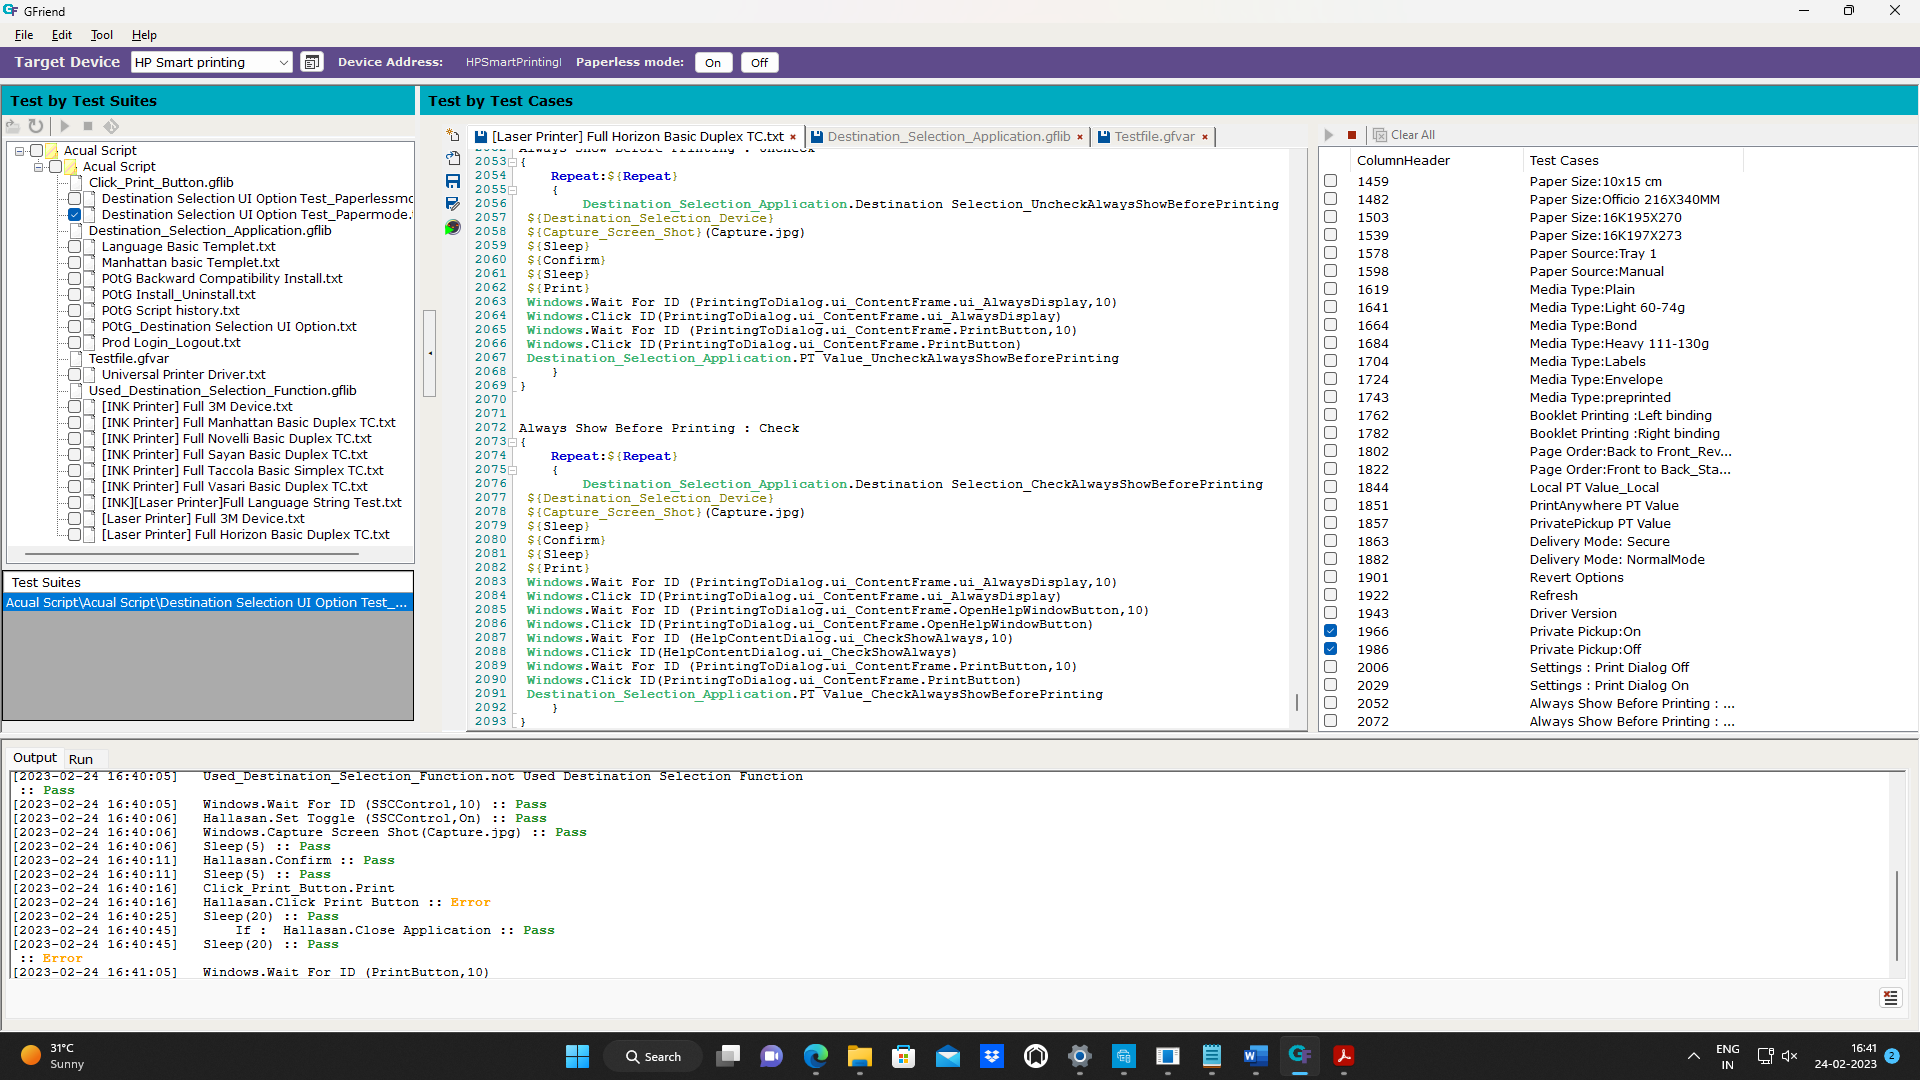 GFriend
File Edit Tool Help
Target Device HP Smart printing Device Address: HPSmartPrintingI Paperless mode: On Off
Test by Test Suites
Acual Script
Acual Script
Click_Print_Button.gflib
Destination Selection UI Option Test_Paperlessmo
Destination Selection UI Option Test_Papermode.
Destination_Selection_Application.gflib
Language Basic Templet.txt
Manhattan basic Templet.txt
POtG Backward Compatibility Install.txt
POtG Install_Uninstall.txt
POtG Script history.txt
POtG_Destination Selection UI Option.txt
Prod Login_Logout.txt
Testfile.gfvar
Universal Printer Driver.txt
Used_Destination_Selection_Function.gflib
[INK Printer] Full 3M Device.txt
[INK Printer] Full Manhattan Basic Duplex TC.txt
[INK Printer] Full Novelli Basic Duplex TC.txt
[INK Printer] Full Sayan Basic Duplex TC.txt
[INK Printer] Full Taccola Basic Simplex TC.txt
[INK Printer] Full Vasari Basic Duplex TC.txt
[INK][Laser Printer]Full Language String Test.txt
[Laser Printer] Full 3M Device.txt
[Laser Printer] Full Horizon Basic Duplex TC.txt
Test Suites
Acual Script\Acual Script\Destination Selection UI Option Test_...
Test by Test Cases
[Laser Printer] Full Horizon Basic Duplex TC.txt × Destination_Selection_Application.gflib × Testfile.gfvar ×
2052 Always Show Before Printing : Uncheck
2053 {
2054 Repeat:${Repeat}
2055 {
2056 Destination_Selection_Application.Destination Selection_UncheckAlwaysShowBeforePrinting
2057 ${Destination_Selection_Device}
2058 ${Capture_Screen_Shot}(Capture.jpg)
2059 ${Sleep}
2060 ${Confirm}
2061 ${Sleep}
2062 ${Print}
2063 Windows.Wait For ID (PrintingToDialog.ui_ContentFrame.ui_AlwaysDisplay,10)
2064 Windows.Click ID(PrintingToDialog.ui_ContentFrame.ui_AlwaysDisplay)
2065 Windows.Wait For ID (PrintingToDialog.ui_ContentFrame.PrintButton,10)
2066 Windows.Click ID(PrintingToDialog.ui_ContentFrame.PrintButton)
2067 Destination_Selection_Application.PT Value_UncheckAlwaysShowBeforePrinting
2068 }
2069 }
2070
2071
2072 Always Show Before Printing : Check
2073 {
2074 Repeat:${Repeat}
2075 {
2076 Destination_Selection_Application.Destination Selection_CheckAlwaysShowBeforePrinting
2077 ${Destination_Selection_Device}
2078 ${Capture_Screen_Shot}(Capture.jpg)
2079 ${Sleep}
2080 ${Confirm}
2081 ${Sleep}
2082 ${Print}
2083 Windows.Wait For ID (PrintingToDialog.ui_ContentFrame.ui_AlwaysDisplay,10)
2084 Windows.Click ID(PrintingToDialog.ui_ContentFrame.ui_AlwaysDisplay)
2085 Windows.Wait For ID (PrintingToDialog.ui_ContentFrame.OpenHelpWindowButton,10)
2086 Windows.Click ID(PrintingToDialog.ui_ContentFrame.OpenHelpWindowButton)
2087 Windows.Wait For ID (HelpContentDialog.ui_CheckShowAlways,10)
2088 Windows.Click ID(HelpContentDialog.ui_CheckShowAlways)
2089 Windows.Wait For ID (PrintingToDialog.ui_ContentFrame.PrintButton,10)
2090 Windows.Click ID(PrintingToDialog.ui_ContentFrame.PrintButton)
2091 Destination_Selection_Application.PT Value_CheckAlwaysShowBeforePrinting
2092 }
2093 }
Clear All
ColumnHeader Test Cases
1459 Paper Size:10x15 cm
1482 Paper Size:Officio 216X340MM
1503 Paper Size:16K195X270
1539 Paper Size:16K197X273
1578 Paper Source:Tray 1
1598 Paper Source:Manual
1619 Media Type:Plain
1641 Media Type:Light 60-74g
1664 Media Type:Bond
1684 Media Type:Heavy 111-130g
1704 Media Type:Labels
1724 Media Type:Envelope
1743 Media Type:preprinted
1762 Booklet Printing :Left binding
1782 Booklet Printing :Right binding
1802 Page Order:Back to Front_Rev...
1822 Page Order:Front to Back_Sta...
1844 Local PT Value_Local
1851 PrintAnywhere PT Value
1857 PrivatePickup PT Value
1863 Delivery Mode: Secure
1882 Delivery Mode: NormalMode
1901 Revert Options
1922 Refresh
1943 Driver Version
1966 Private Pickup:On
1986 Private Pickup:Off
2006 Settings : Print Dialog Off
2029 Settings : Print Dialog On
2052 Always Show Before Printing : ...
2072 Always Show Before Printing : ...
Output Run
[2023-02-24 16:40:05] Used_Destination_Selection_Function.not Used Destination Selection Function
:: Pass
[2023-02-24 16:40:05] Windows.Wait For ID (SSCControl,10) :: Pass
[2023-02-24 16:40:06] Hallasan.Set Toggle (SSCControl,On) :: Pass
[2023-02-24 16:40:06] Windows.Capture Screen Shot(Capture.jpg) :: Pass
[2023-02-24 16:40:06] Sleep(5) :: Pass
[2023-02-24 16:40:11] Hallasan.Confirm :: Pass
[2023-02-24 16:40:11] Sleep(5) :: Pass
[2023-02-24 16:40:16] Click_Print_Button.Print
[2023-02-24 16:40:16] Hallasan.Click Print Button :: Error
[2023-02-24 16:40:25] Sleep(20) :: Pass
[2023-02-24 16:40:45] If : Hallasan.Close Application :: Pass
[2023-02-24 16:40:45] Sleep(20) :: Pass
:: Error
[2023-02-24 16:41:05] Windows.Wait For ID (PrintButton,10)
31°C
Sunny
Search
ENG
IN
16:41
24-02-2023
2